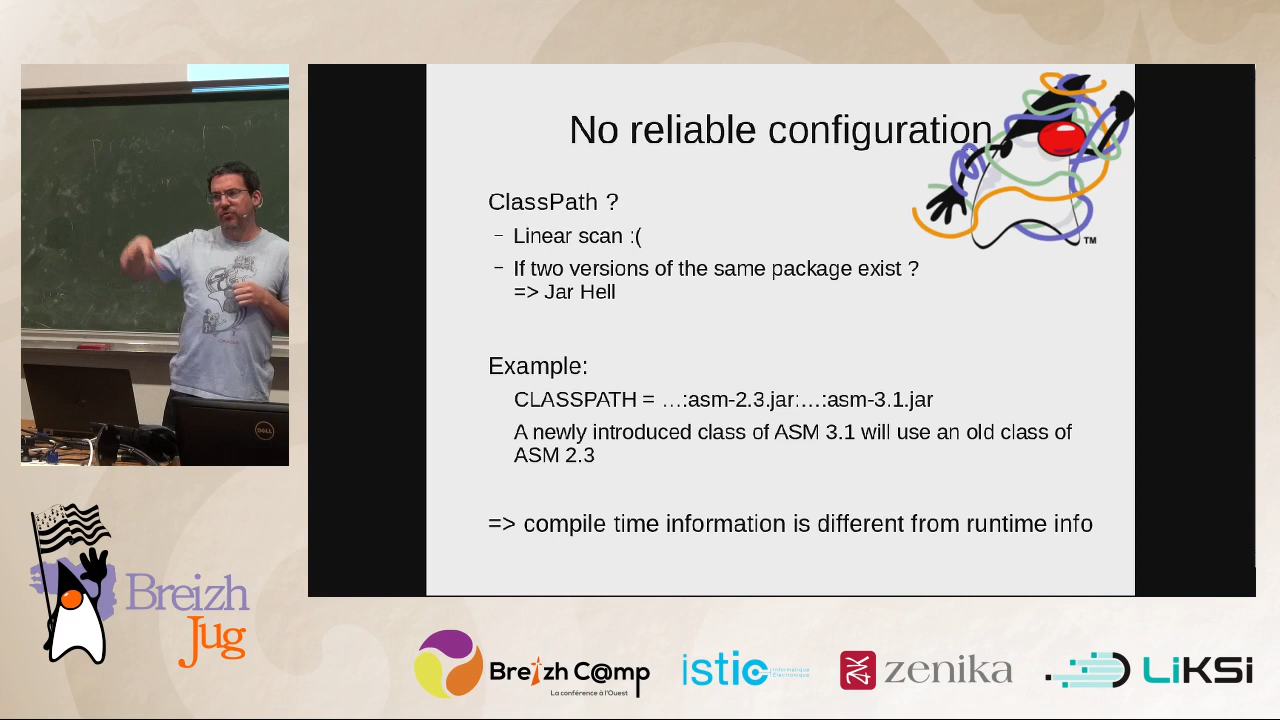 No reliable configuration
ClassPath ?
– Linear scan :(
– If two versions of the same package exist ?
=> Jar Hell
Example:
CLASSPATH = …:asm-2.3.jar:…:asm-3.1.jar
A newly introduced class of ASM 3.1 will use an old class of
ASM 2.3
=> compile time information is different from runtime info
TM
DELL
Breizh
Jug
Breizh C@mp
La conférence à l'Ouest
istic
Informatique
Électronique
zenika
LiKSi